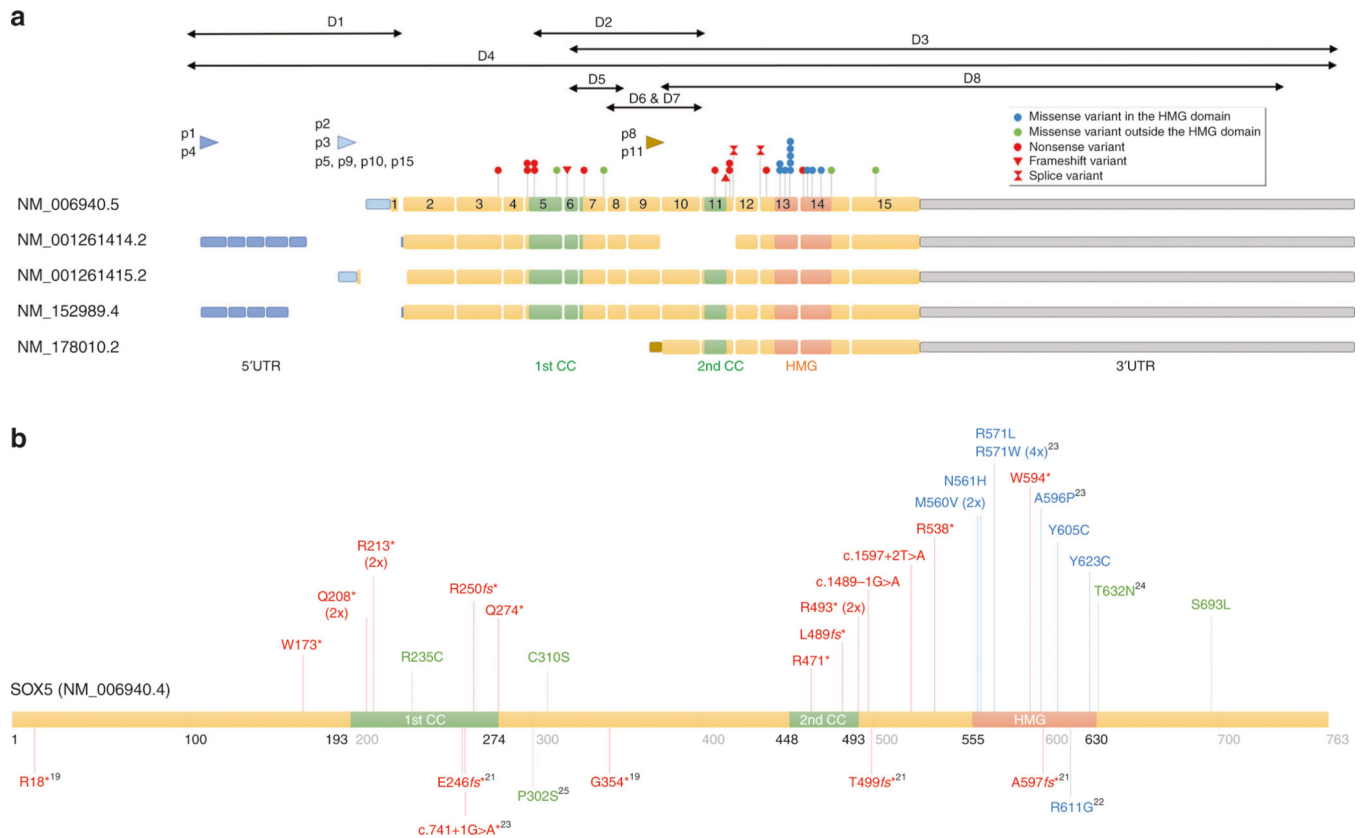 a
D1
D2
D3
D4
D5
D8
D6 & D7
p1
p4
p2
p3
p5, p9, p10, p15
p8
p11
Missense variant in the HMG domain
Missense variant outside the HMG domain
Nonsense variant
Frameshift variant
Splice variant
NM_006940.5
1 2 3 4 5 6 7 8 9 10 11 12 13 14 15
NM_001261414.2
NM_001261415.2
NM_152989.4
NM_178010.2
5′UTR 1st CC 2nd CC HMG 3′UTR
b
R571L
R571W (4x)23
N561H
W594*
M560V (2x)
A596P23
R538*
Y605C
R213*
(2x)
c.1597+2T>A
Y623C
R250fs*
c.1489–1G>A
T632N24
Q208*
(2x)
Q274*
R493* (2x)
S693L
W173*
R235C
C310S
L489fs*
R471*
SOX5 (NM_006940.4)
1st CC 2nd CC HMG
1 100 193 200 274 300 400 448 493 500 555 600 630 700 763
R18*19
E246fs*21
P302S25
G354*19
T499fs*21
A597fs*21
R611G22
c.741+1G>A*23